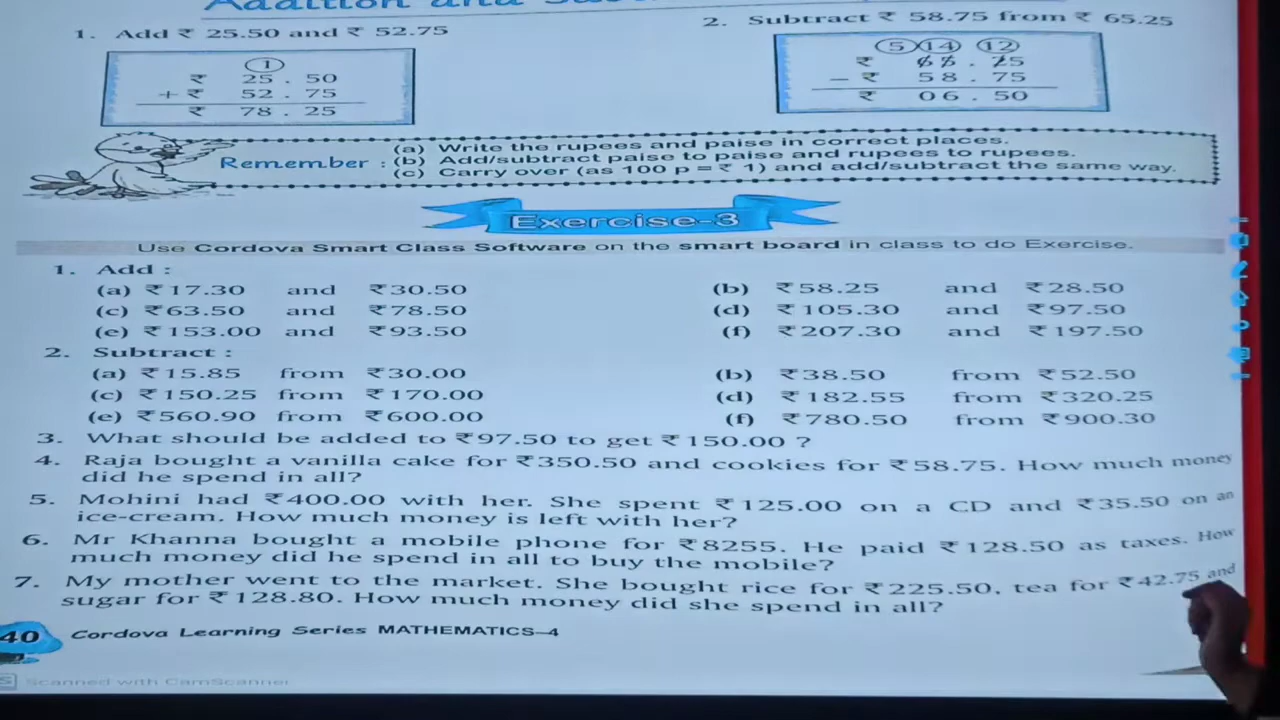 Addition and
1. Add ₹ 25.50 and ₹ 52.75
2. Subtract ₹ 58.75 from ₹ 65.25
1
₹ 25 . 50
+ ₹ 52 . 75
₹ 78 . 25
5 14 12
₹ 65 . 25
− ₹ 58 . 75
₹ 06 . 50
Remember :
(a) Write the rupees and paise in correct places.
(b) Add/subtract paise to paise and rupees to rupees.
(c) Carry over (as 100 p = ₹ 1) and add/subtract the same way.
Exercise-3
Use Cordova Smart Class Software on the smart board in class to do Exercise.
1. Add :
(a) ₹17.30 and ₹30.50 (b) ₹58.25 and ₹28.50
(c) ₹63.50 and ₹78.50 (d) ₹105.30 and ₹97.50
(e) ₹153.00 and ₹93.50 (f) ₹207.30 and ₹197.50
2. Subtract :
(a) ₹15.85 from ₹30.00 (b) ₹38.50 from ₹52.50
(c) ₹150.25 from ₹170.00 (d) ₹182.55 from ₹320.25
(e) ₹560.90 from ₹600.00 (f) ₹780.50 from ₹900.30
3. What should be added to ₹97.50 to get ₹150.00 ?
4. Raja bought a vanilla cake for ₹350.50 and cookies for ₹58.75. How much money
did he spend in all?
5. Mohini had ₹400.00 with her. She spent ₹125.00 on a CD and ₹35.50 on an
ice-cream. How much money is left with her?
6. Mr Khanna bought a mobile phone for ₹8255. He paid ₹128.50 as taxes. How
much money did he spend in all to buy the mobile?
7. My mother went to the market. She bought rice for ₹225.50, tea for ₹42.75 and
sugar for ₹128.80. How much money did she spend in all?
40 Cordova Learning Series MATHEMATICS–4
Scanned with CamScanner